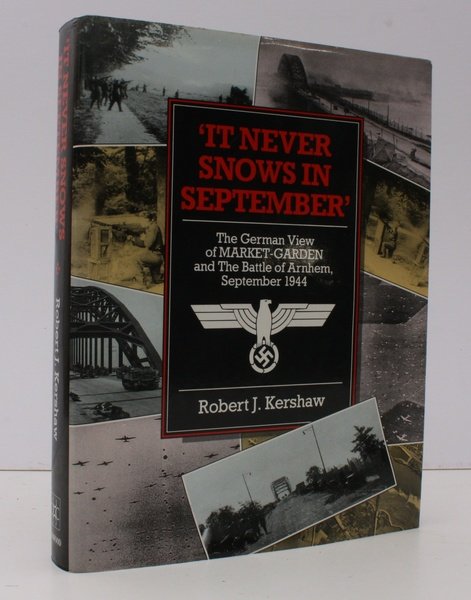 'IT NEVER
SNOWS IN
SEPTEMBER'
The German View
of MARKET-GARDEN
and The Battle of Arnhem,
September 1944
Robert J. Kershaw
'IT NEVER SNOWS
Robert J. Kershaw